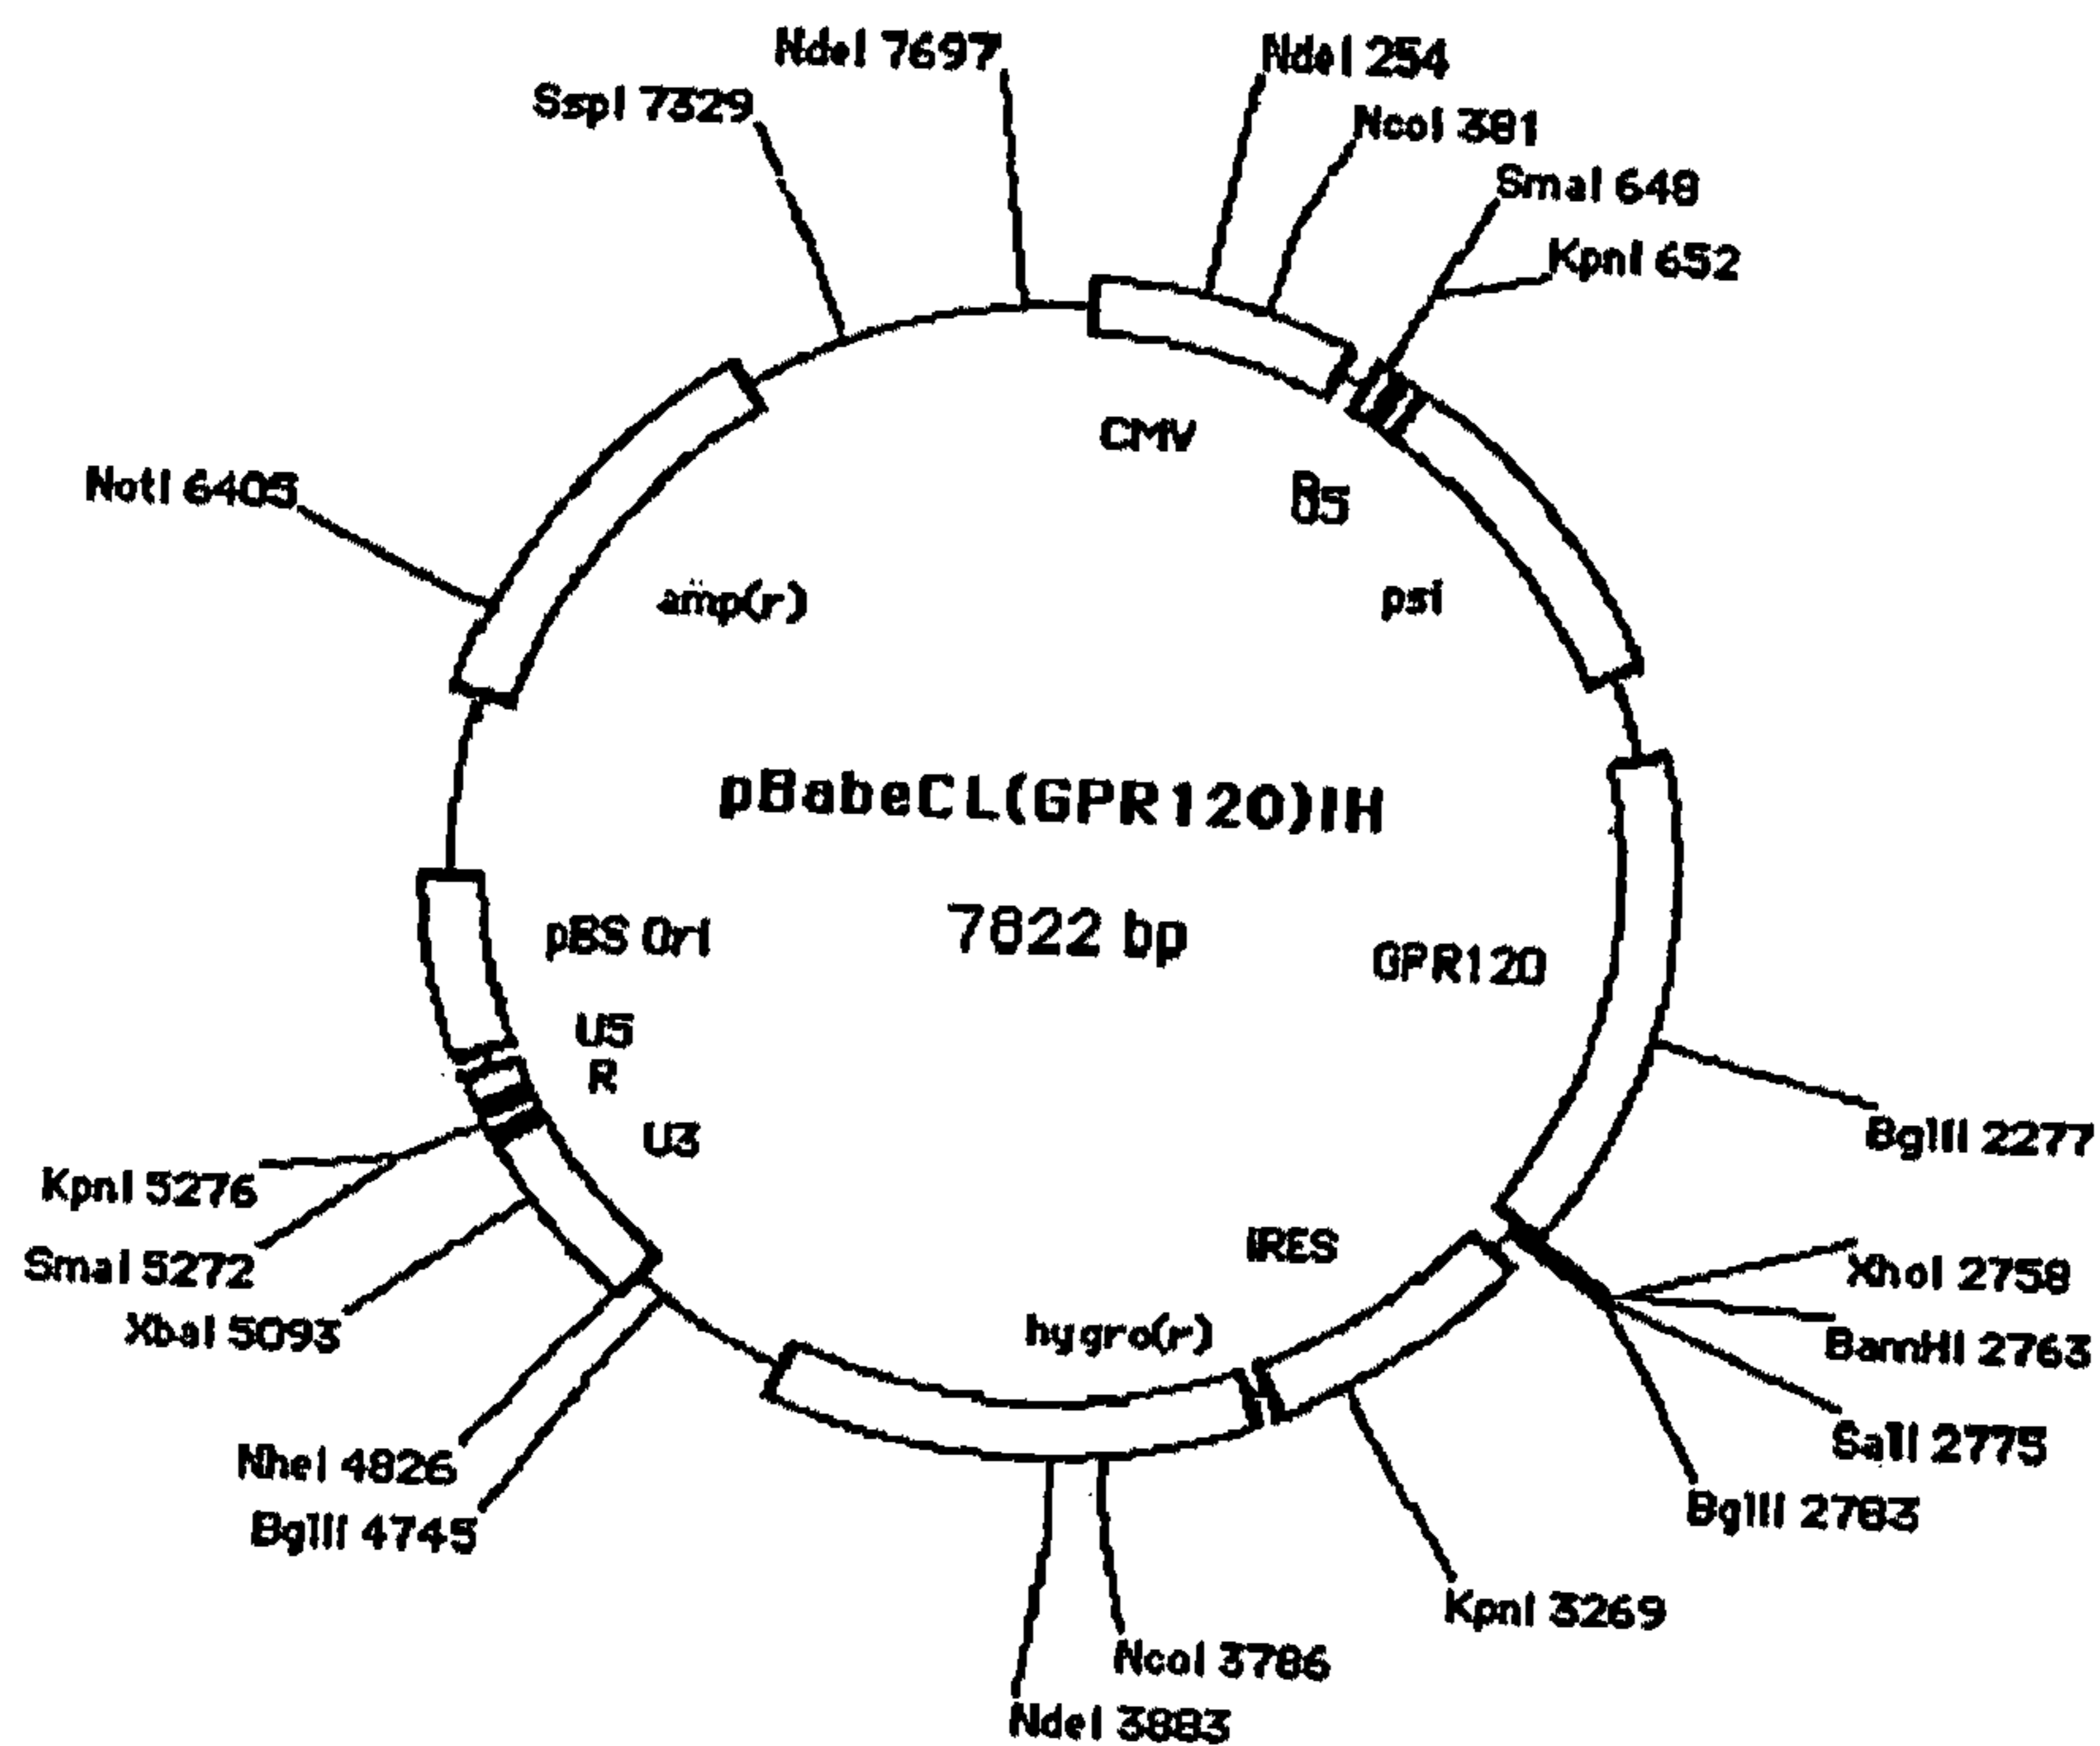 NdeI 7697
NdeI 254
SspI 7329
NcoI 381
SmaI 648
KpnI 652
CMV
NotI 6405
U5
amp(r)
psi
pBabeCL(GPR120)IH
7822 bp
pBS Ori
GPR120
U5
R
U3
BglII 2277
KpnI 5276
SmaI 5272
IRES
XhoI 2758
XbaI 5093
hygro(r)
BamHI 2763
SalI 2775
NheI 4826
BglII 4745
BglII 2783
KpnI 3269
NcoI 3786
NdeI 3883